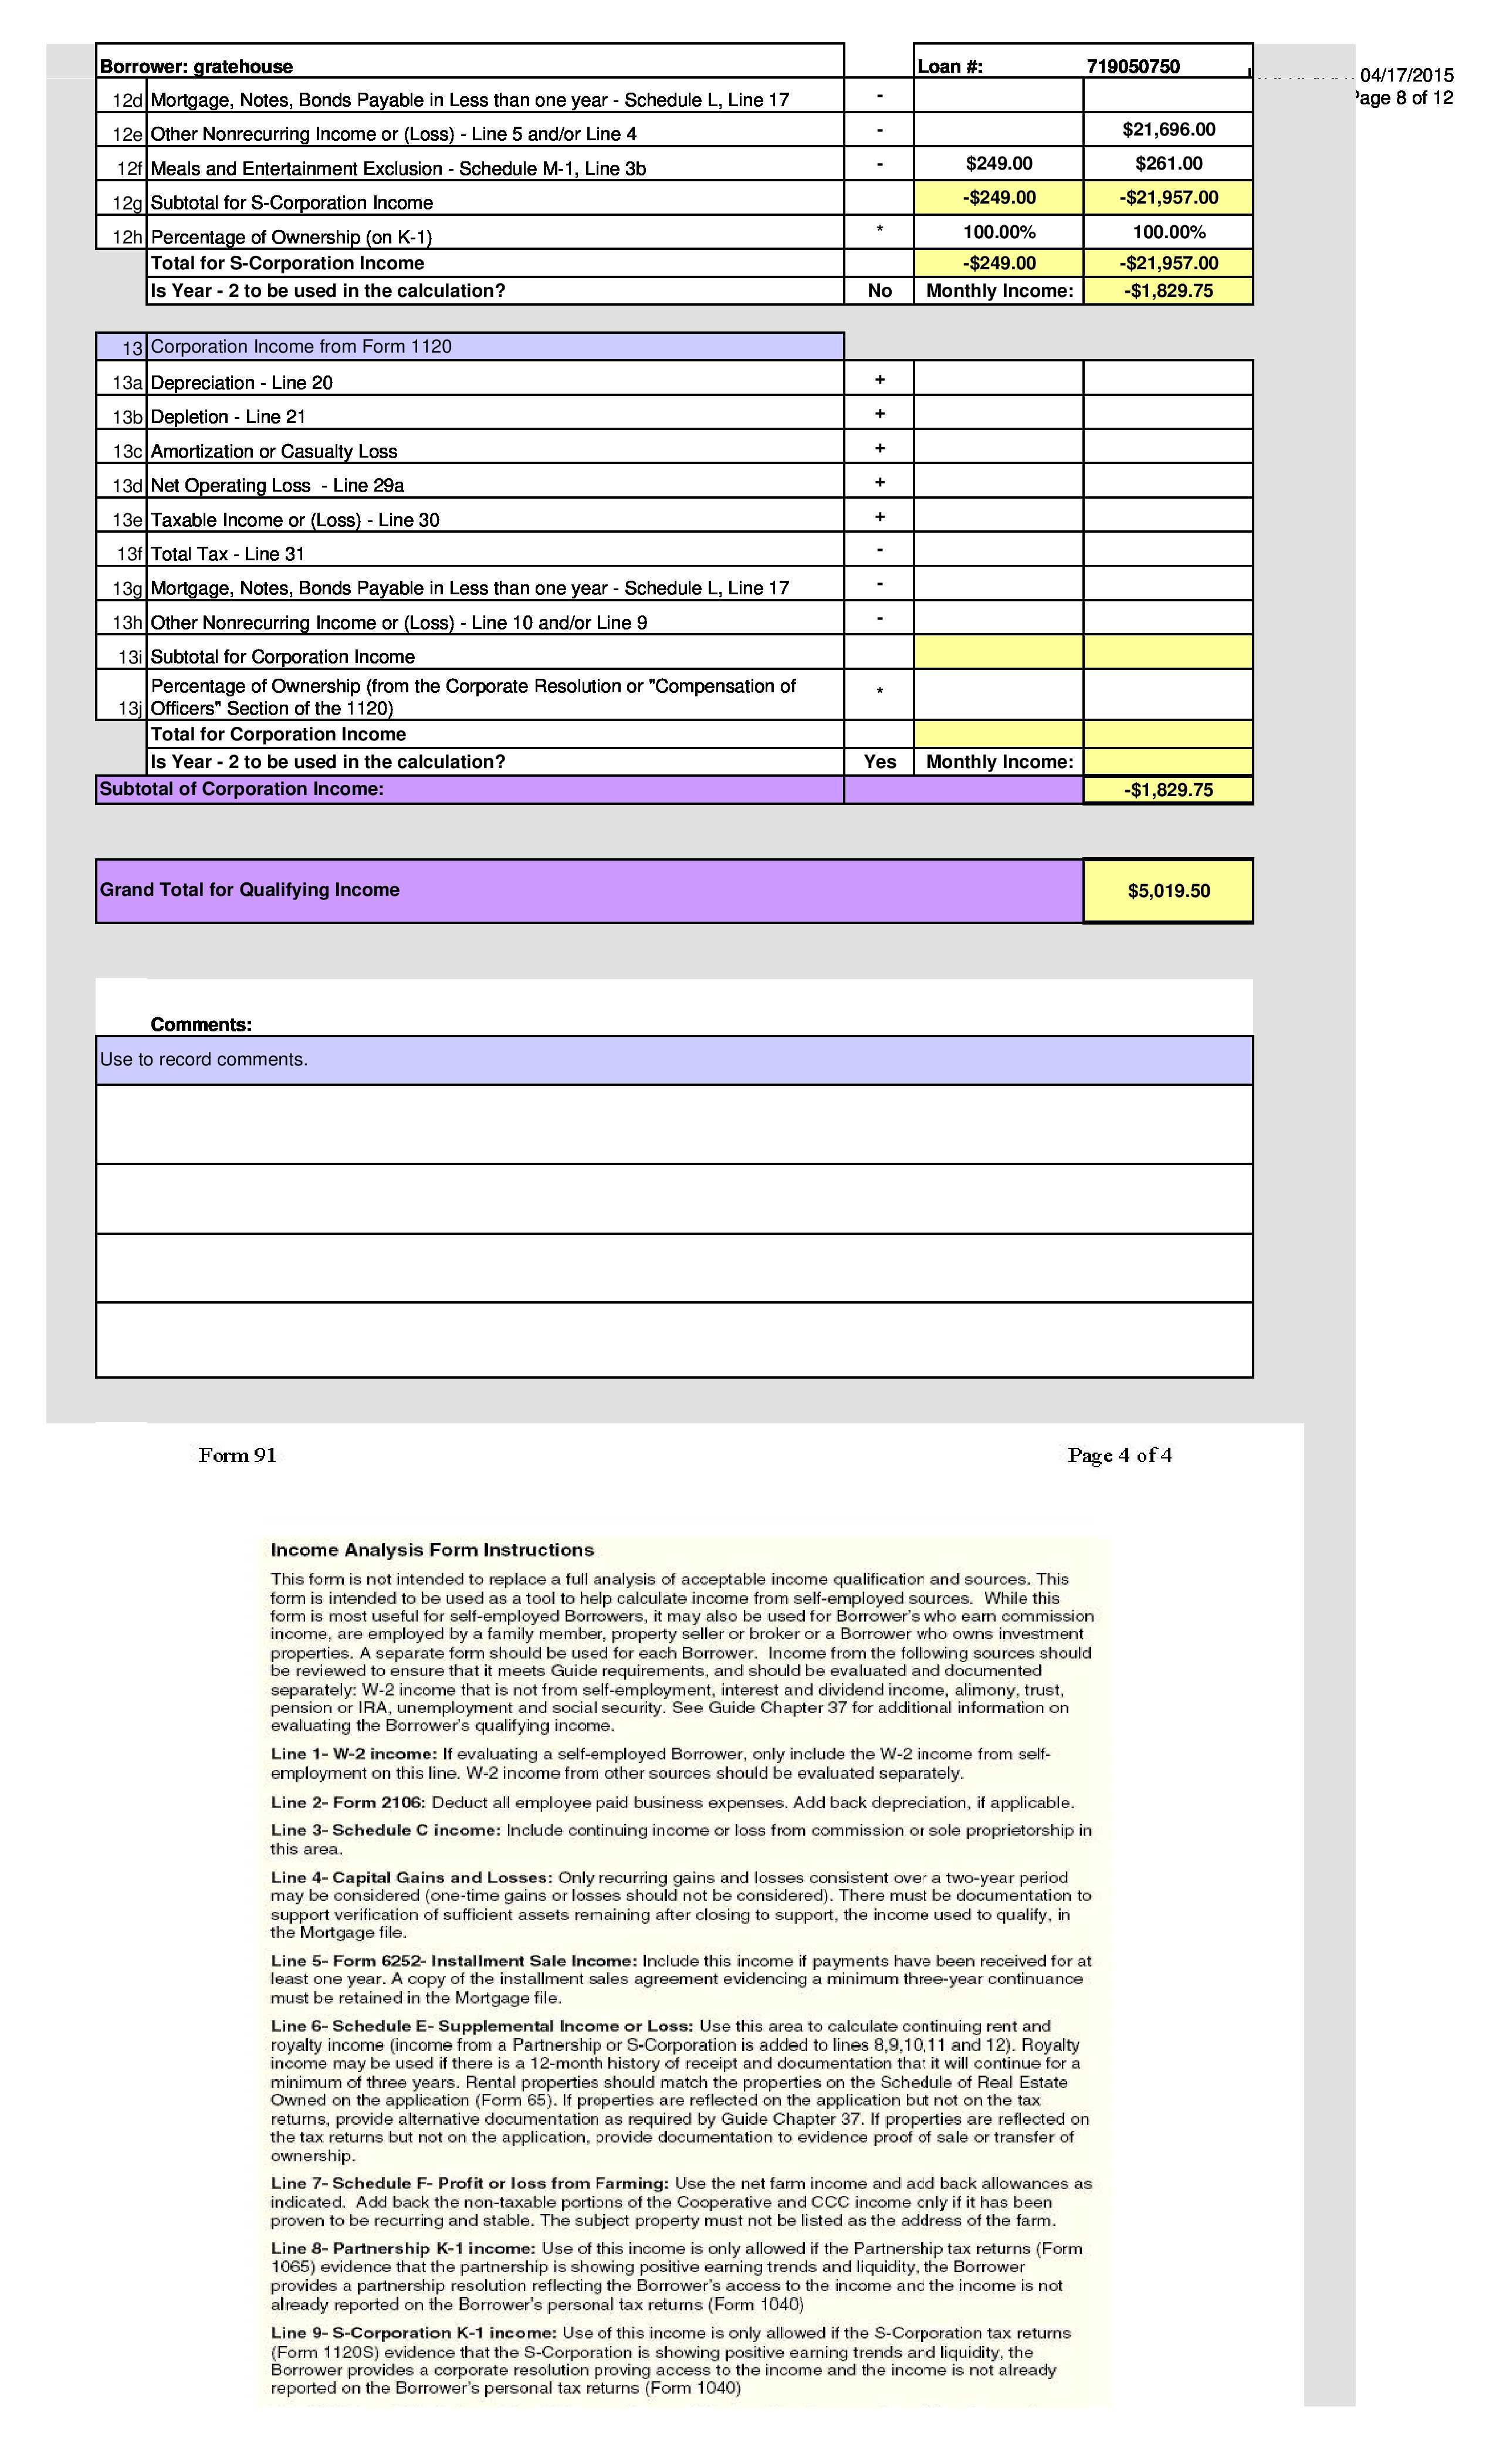 Borrower: gratehouse Loan #: 719050750
04/17/2015
Page 8 of 12
12d Mortgage, Notes, Bonds Payable in Less than one year - Schedule L, Line 17 -
12e Other Nonrecurring Income or (Loss) - Line 5 and/or Line 4 - $21,696.00
12f Meals and Entertainment Exclusion - Schedule M-1, Line 3b - $249.00 $261.00
12g Subtotal for S-Corporation Income -$249.00 -$21,957.00
12h Percentage of Ownership (on K-1) * 100.00% 100.00%
Total for S-Corporation Income -$249.00 -$21,957.00
Is Year - 2 to be used in the calculation? No Monthly Income: -$1,829.75
13 Corporation Income from Form 1120
13a Depreciation - Line 20 +
13b Depletion - Line 21 +
13c Amortization or Casualty Loss +
13d Net Operating Loss - Line 29a +
13e Taxable Income or (Loss) - Line 30 +
13f Total Tax - Line 31 -
13g Mortgage, Notes, Bonds Payable in Less than one year - Schedule L, Line 17 -
13h Other Nonrecurring Income or (Loss) - Line 10 and/or Line 9 -
13i Subtotal for Corporation Income
Percentage of Ownership (from the Corporate Resolution or "Compensation of *
13j Officers" Section of the 1120)
Total for Corporation Income
Is Year - 2 to be used in the calculation? Yes Monthly Income:
Subtotal of Corporation Income: -$1,829.75
Grand Total for Qualifying Income $5,019.50
Comments:
Use to record comments.
Form 91 Page 4 of 4
Income Analysis Form Instructions
This form is not intended to replace a full analysis of acceptable income qualification and sources. This
form is intended to be used as a tool to help calculate income from self-employed sources. While this
form is most useful for self-employed Borrowers, it may also be used for Borrower's who earn commission
income, are employed by a family member, property seller or broker or a Borrower who owns investment
properties. A separate form should be used for each Borrower. Income from the following sources should
be reviewed to ensure that it meets Guide requirements, and should be evaluated and documented
separately: W-2 income that is not from self-employment, interest and dividend income, alimony, trust,
pension or IRA, unemployment and social security. See Guide Chapter 37 for additional information on
evaluating the Borrower's qualifying income.
Line 1- W-2 income: If evaluating a self-employed Borrower, only include the W-2 income from self-
employment on this line. W-2 income from other sources should be evaluated separately.
Line 2- Form 2106: Deduct all employee paid business expenses. Add back depreciation, if applicable.
Line 3- Schedule C income: Include continuing income or loss from commission or sole proprietorship in
this area.
Line 4- Capital Gains and Losses: Only recurring gains and losses consistent over a two-year period
may be considered (one-time gains or losses should not be considered). There must be documentation to
support verification of sufficient assets remaining after closing to support, the income used to qualify, in
the Mortgage file.
Line 5- Form 6252- Installment Sale Income: Include this income if payments have been received for at
least one year. A copy of the installment sales agreement evidencing a minimum three-year continuance
must be retained in the Mortgage file.
Line 6- Schedule E- Supplemental Income or Loss: Use this area to calculate continuing rent and
royalty income (income from a Partnership or S-Corporation is added to lines 8,9,10,11 and 12). Royalty
income may be used if there is a 12-month history of receipt and documentation that it will continue for a
minimum of three years. Rental properties should match the properties on the Schedule of Real Estate
Owned on the application (Form 65). If properties are reflected on the application but not on the tax
returns, provide alternative documentation as required by Guide Chapter 37. If properties are reflected on
the tax returns but not on the application, provide documentation to evidence proof of sale or transfer of
ownership.
Line 7- Schedule F- Profit or loss from Farming: Use the net farm income and add back allowances as
indicated. Add back the non-taxable portions of the Cooperative and CCC income only if it has been
proven to be recurring and stable. The subject property must not be listed as the address of the farm.
Line 8- Partnership K-1 income: Use of this income is only allowed if the Partnership tax returns (Form
1065) evidence that the partnership is showing positive earning trends and liquidity, the Borrower
provides a partnership resolution reflecting the Borrower's access to the income and the income is not
already reported on the Borrower's personal tax returns (Form 1040)
Line 9- S-Corporation K-1 income: Use of this income is only allowed if the S-Corporation tax returns
(Form 1120S) evidence that the S-Corporation is showing positive earning trends and liquidity, the
Borrower provides a corporate resolution proving access to the income and the income is not already
reported on the Borrower's personal tax returns (Form 1040)